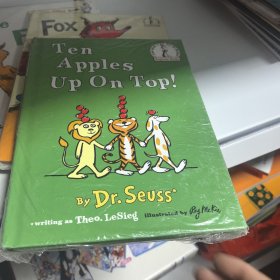 Fox
Ten
Apples
Up On Top!
By Dr. Seuss*
writing as Theo. LeSieg
illustrated by Roy McKie